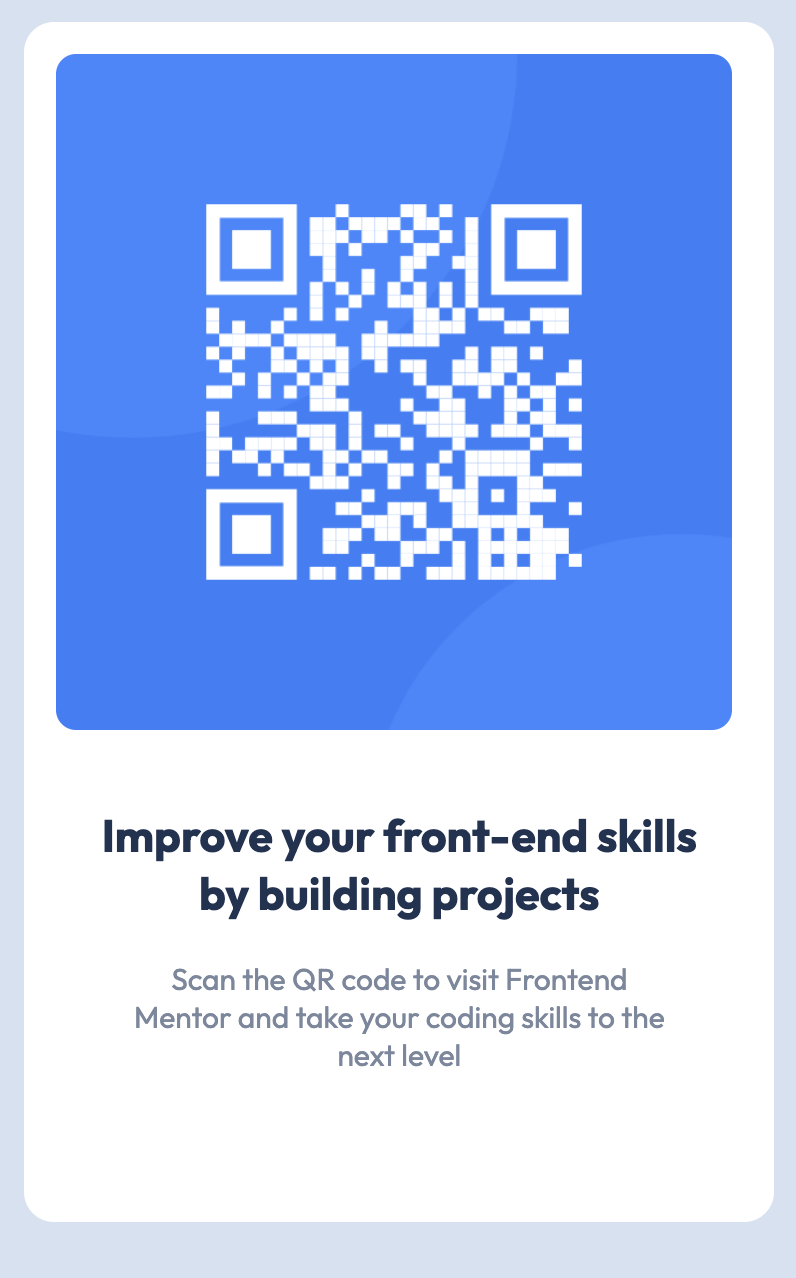 Improve your front-end skills
by building projects
Scan the QR code to visit Frontend
Mentor and take your coding skills to the
next level